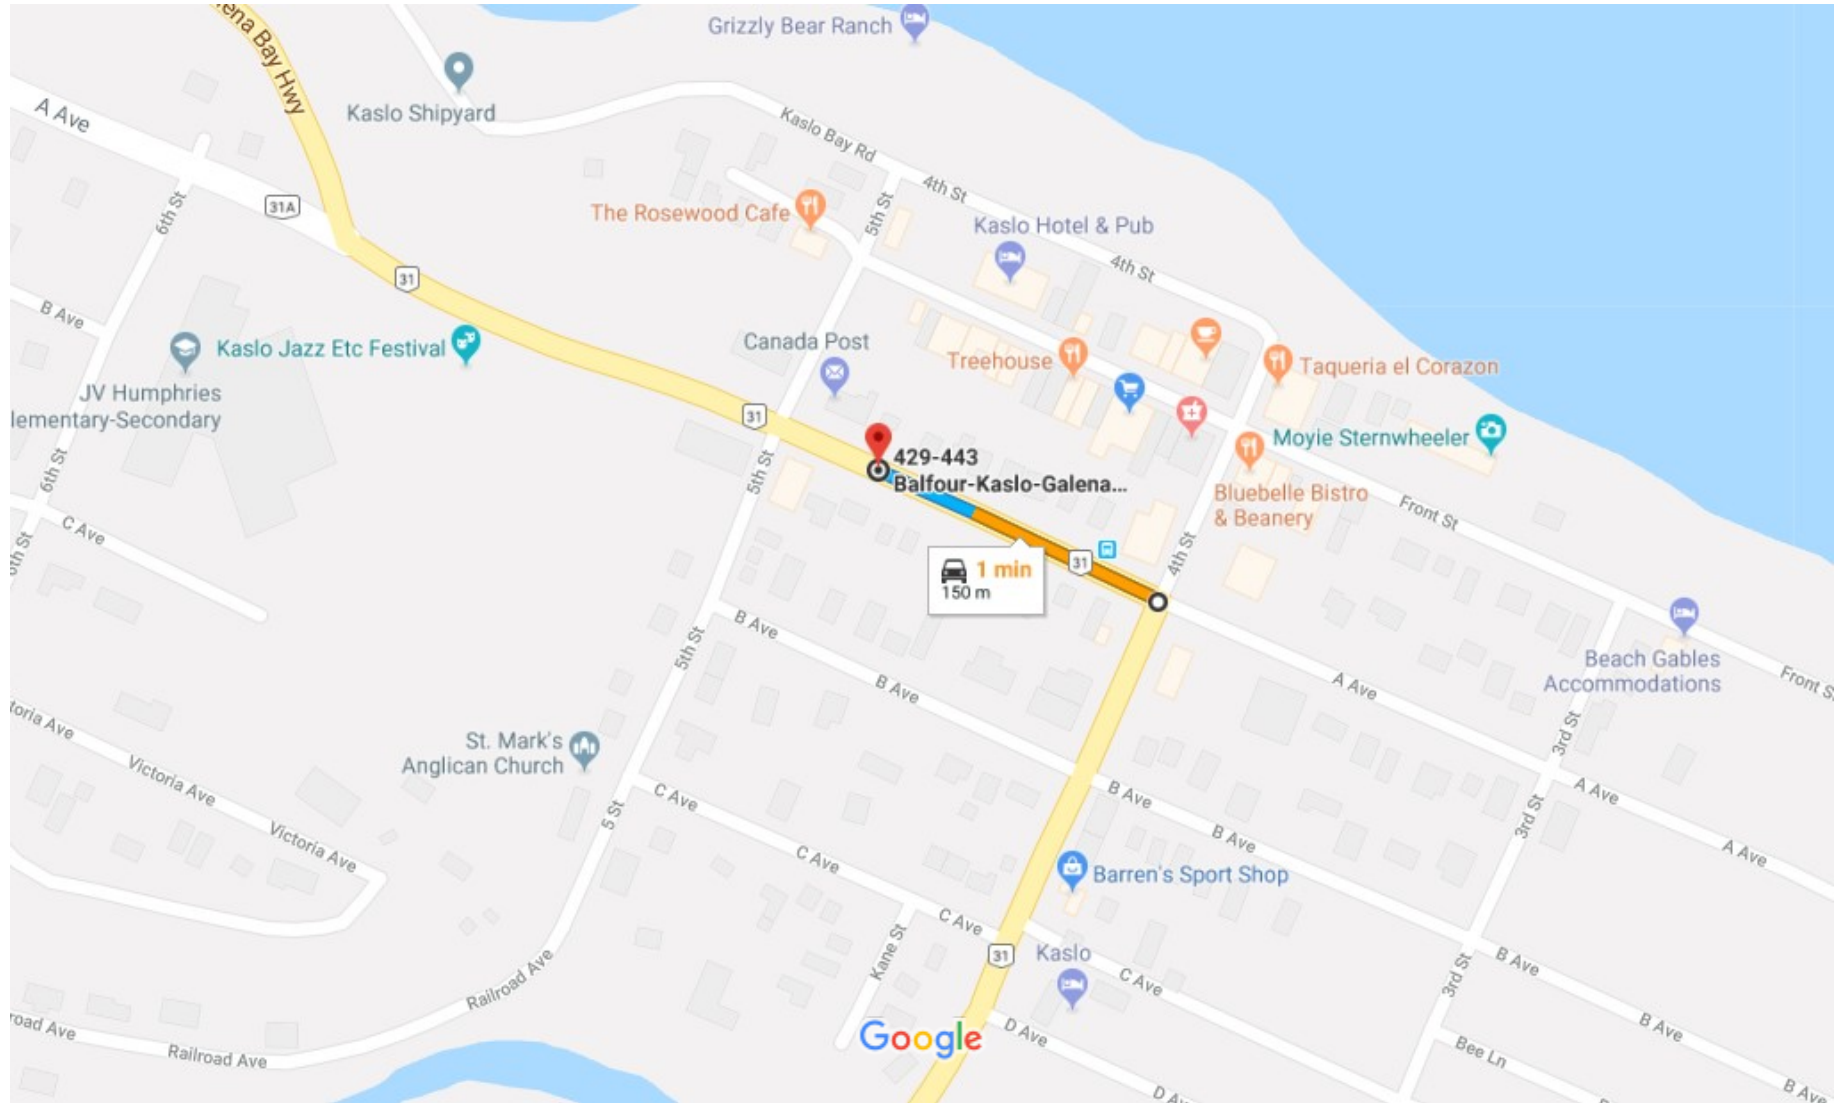 ena Bay Hwy
Grizzly Bear Ranch
Kaslo Shipyard
A Ave
Kaslo Bay Rd
4th St
6th St
31A
The Rosewood Cafe
5th St
Kaslo Hotel & Pub
4th St
31
B Ave
Kaslo Jazz Etc Festival
Canada Post
Treehouse
Taqueria el Corazon
JV Humphries
lementary-Secondary
31
Moyie Sternwheeler
429-443
Balfour-Kaslo-Galena...
6th St
5th St
Bluebelle Bistro
& Beanery
Front St
C Ave
6th St
4th St
31
1 min
150 m
B Ave
5th St
B Ave
A Ave
Beach Gables
Accommodations
Front S
toria Ave
St. Mark's
Anglican Church
3rd St
Victoria Ave
C Ave
5 St
B Ave
A Ave
3rd St
Victoria Ave
C Ave
B Ave
A Ave
Barren's Sport Shop
C Ave
Kane St
31
Kaslo
C Ave
B Ave
3rd St
Railroad Ave
road Ave
Railroad Ave
Google
D Ave
B Ave
Bee Ln
D Av
B Ave